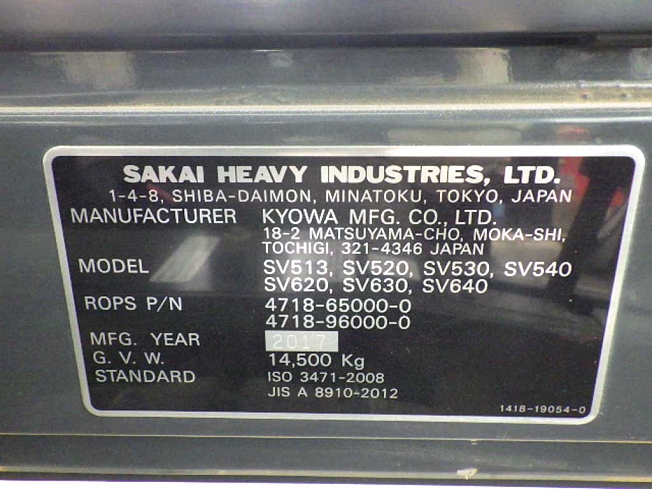 SAKAI HEAVY INDUSTRIES, LTD.
1-4-8, SHIBA-DAIMON, MINATOKU, TOKYO, JAPAN
MANUFACTURER KYOWA MFG. CO., LTD.
18-2 MATSUYAMA-CHO, MOKA-SHI,
TOCHIGI, 321-4346 JAPAN
MODEL SV513, SV520, SV530, SV540
SV620, SV630, SV640
ROPS P/N 4718-65000-0
4718-96000-0
MFG. YEAR 2017
G. V. W. 14,500 Kg
STANDARD ISO 3471-2008
JIS A 8910-2012
1418-19054-0